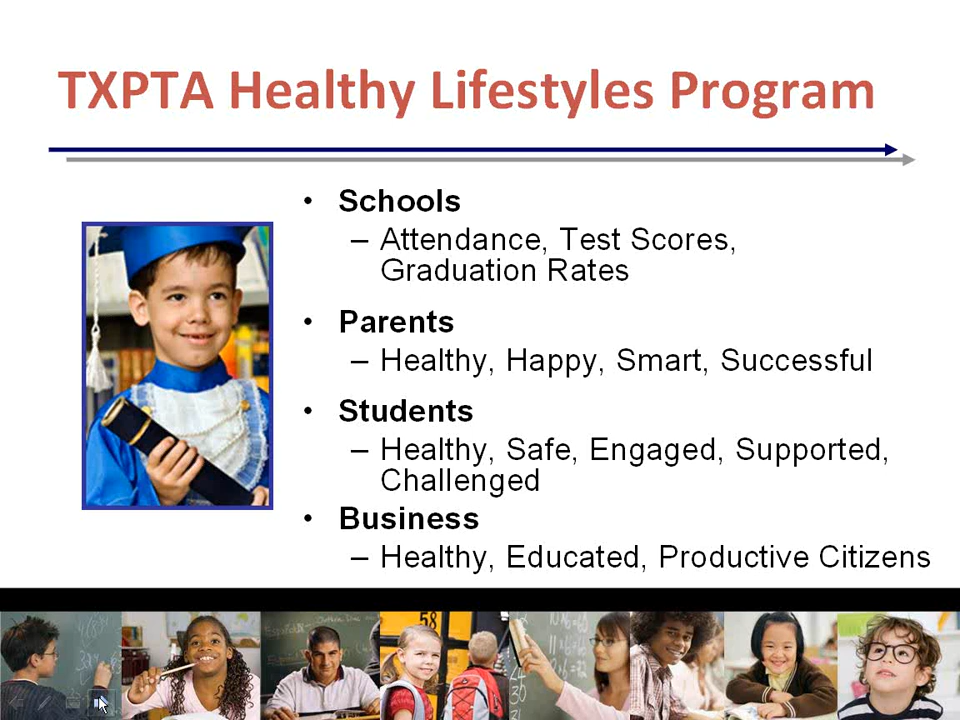 TXPTA Healthy Lifestyles Program
• Schools
– Attendance, Test Scores,
Graduation Rates
• Parents
– Healthy, Happy, Smart, Successful
• Students
– Healthy, Safe, Engaged, Supported,
Challenged
• Business
– Healthy, Educated, Productive Citizens
58